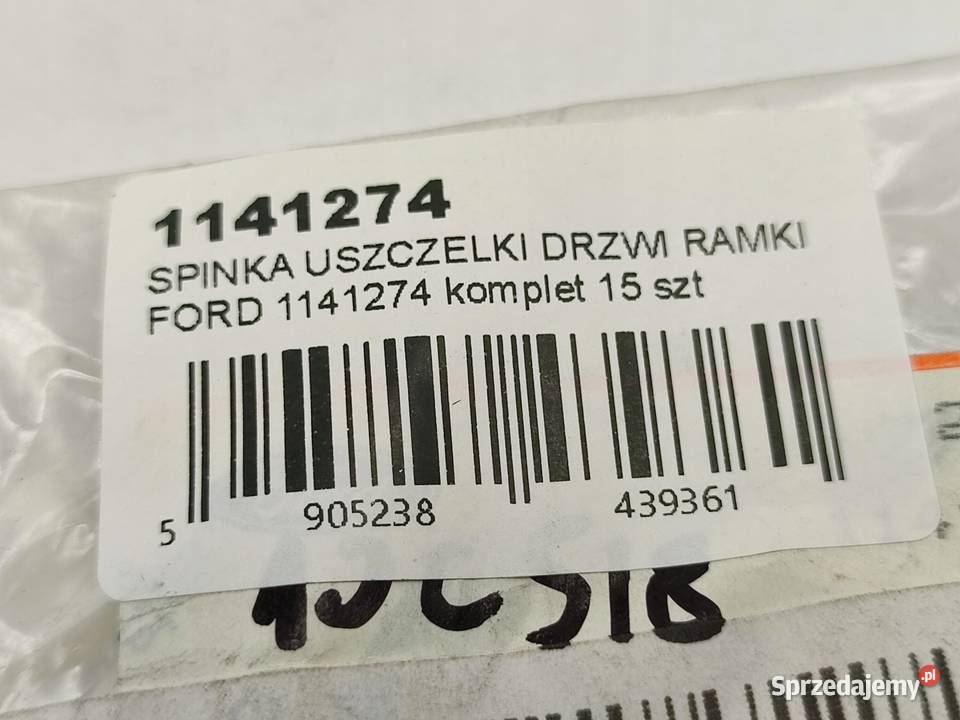 1141274
SPINKA USZCZELKI DRZWI RAMKI
FORD 1141274 komplet 15 szt
5 905238 439361
Sprzedajemy.pl